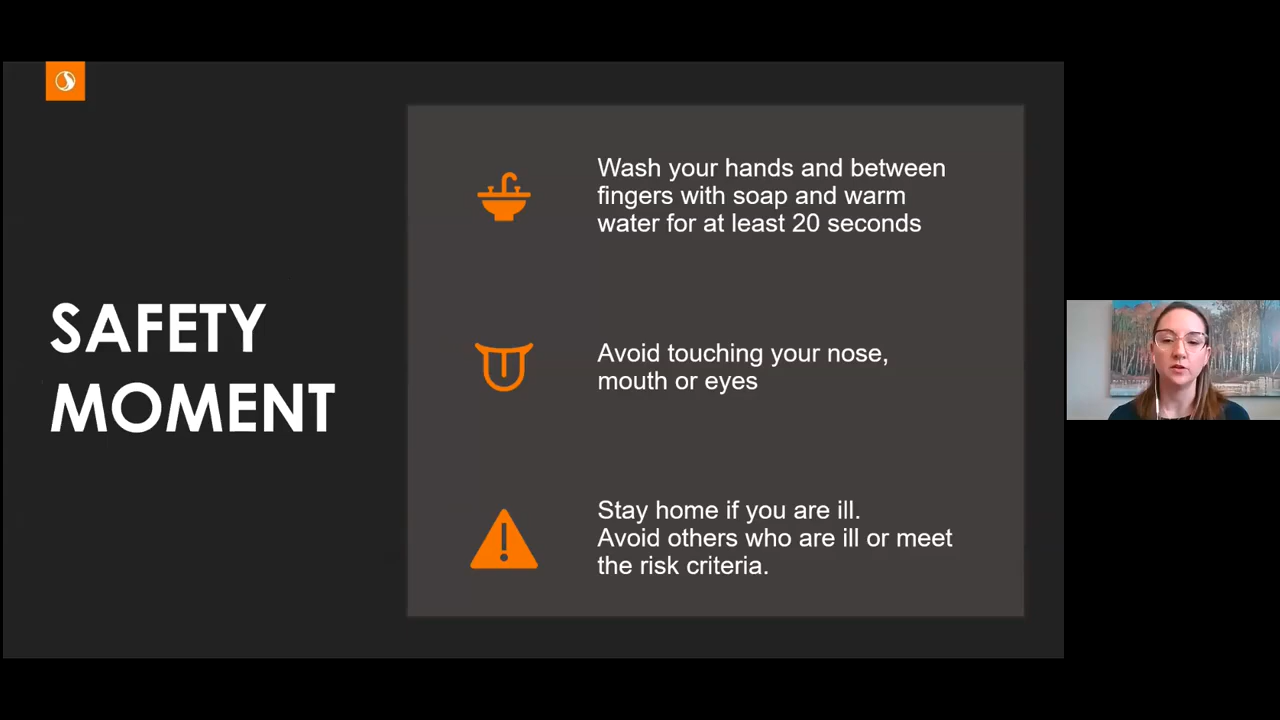 SAFETY
MOMENT
Wash your hands and between
fingers with soap and warm
water for at least 20 seconds
Avoid touching your nose,
mouth or eyes
Stay home if you are ill.
Avoid others who are ill or meet
the risk criteria.